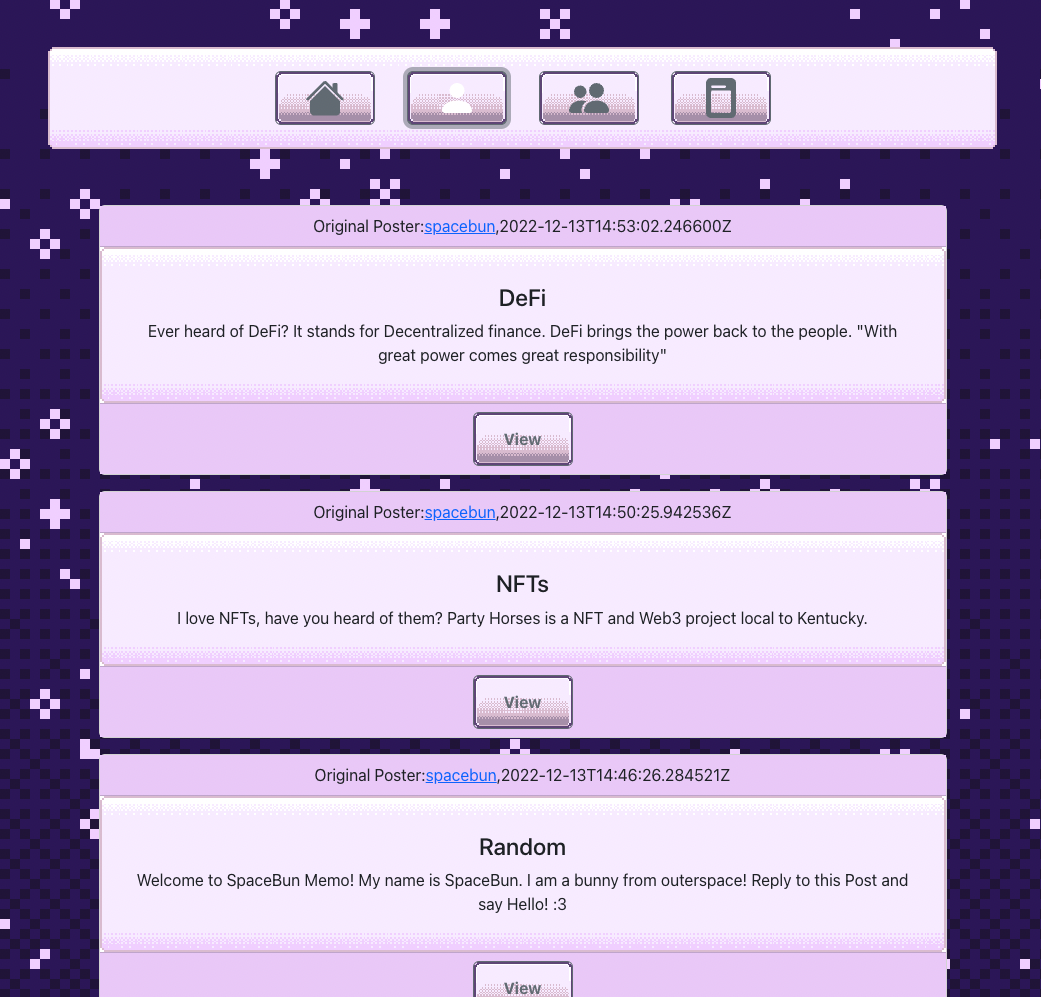 Original Poster:spacebun,2022-12-13T14:53:02.246600Z
DeFi
Ever heard of DeFi? It stands for Decentralized finance. DeFi brings the power back to the people. "With
great power comes great responsibility"
View
Original Poster:spacebun,2022-12-13T14:50:25.942536Z
NFTs
I love NFTs, have you heard of them? Party Horses is a NFT and Web3 project local to Kentucky.
View
Original Poster:spacebun,2022-12-13T14:46:26.284521Z
Random
Welcome to SpaceBun Memo! My name is SpaceBun. I am a bunny from outerspace! Reply to this Post and
say Hello! :3
View